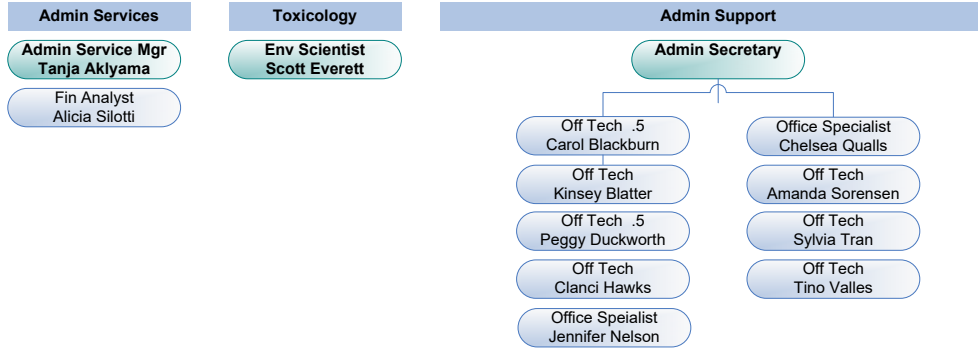 Admin Services
Admin Service Mgr
Tanja Aklyama
Fin Analyst
Alicia Silotti
Toxicology
Env Scientist
Scott Everett
Admin Support
Admin Secretary
Off Tech .5
Carol Blackburn
Off Tech
Kinsey Blatter
Off Tech .5
Peggy Duckworth
Off Tech
Clanci Hawks
Office Speialist
Jennifer Nelson
Office Specialist
Chelsea Qualls
Off Tech
Amanda Sorensen
Off Tech
Sylvia Tran
Off Tech
Tino Valles